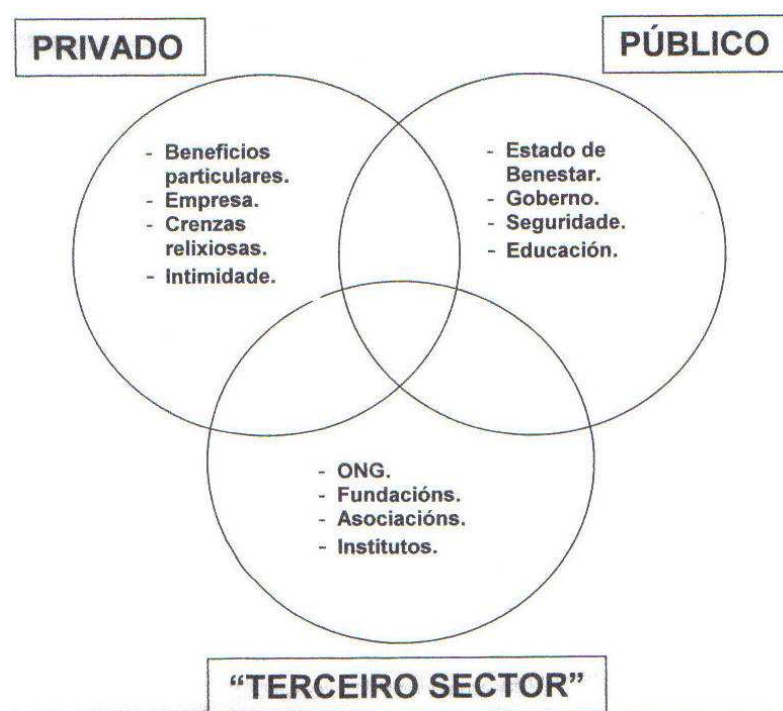 PRIVADO
PÚBLICO
- Beneficios
particulares.
- Empresa.
- Crenzas
relixiosas.
- Intimidade.
- Estado de
Benestar.
- Goberno.
- Seguridade.
- Educación.
- ONG.
- Fundacións.
- Asociacións.
- Institutos.
“TERCEIRO SECTOR”